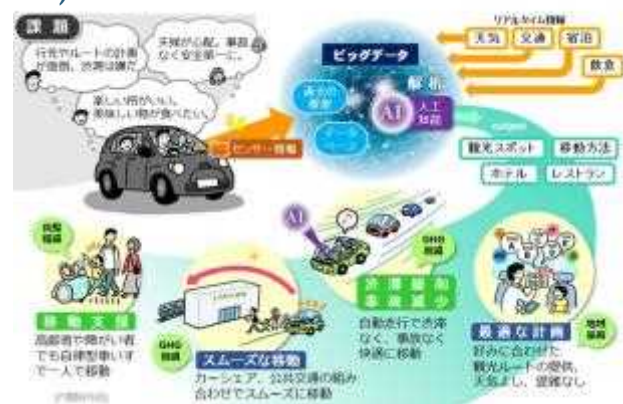 課題
行先やルートの計画
が面倒、渋滞は嫌だ
天候が心配。事故
なく安全第一に。
楽しい所がいい。
美味しい物が食べたい。
センサー情報
ビッグデータ
解析
AI
人工
知能
リアルタイム情報
天気
交通
宿泊
飲食
観光スポット
移動方法
ホテル
レストラン
移動支援
高齢者や障がい者
でも自律型車いす
で一人で移動
GHG
削減
スムーズな移動
カーシェア、公共交通の組み
合わせでスムーズに移動
AI
GHG
削減
渋滞緩和
事故減少
自動走行で渋滞
なく、事故なく
快適に移動
最適な計画
好みに合わせた
観光ルートの提供、
天気よし、混雑なし